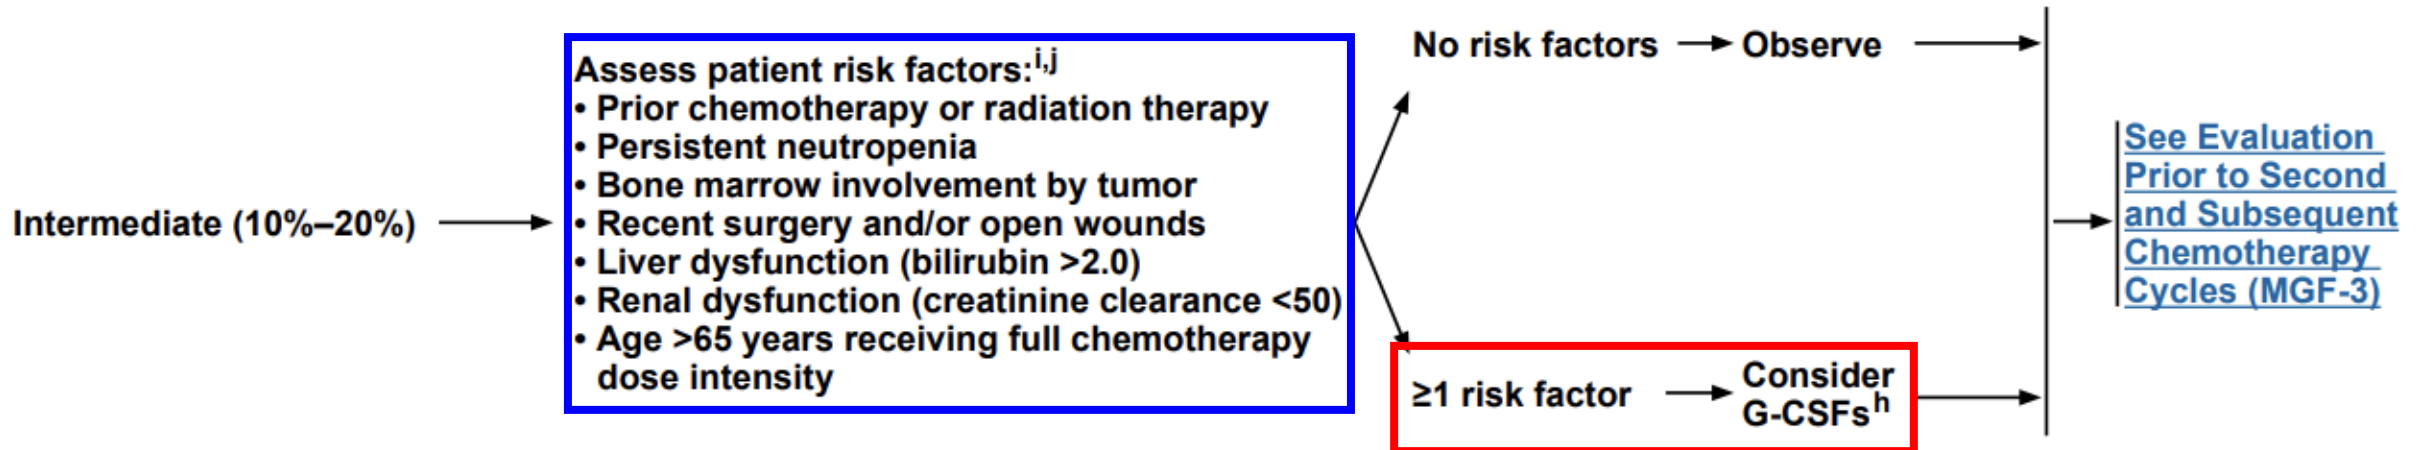 Intermediate (10%–20%)
Assess patient risk factors:i,j
• Prior chemotherapy or radiation therapy
• Persistent neutropenia
• Bone marrow involvement by tumor
• Recent surgery and/or open wounds
• Liver dysfunction (bilirubin >2.0)
• Renal dysfunction (creatinine clearance <50)
• Age >65 years receiving full chemotherapy
dose intensity
No risk factors
Observe
≥1 risk factor
Consider
G-CSFsh
See Evaluation
Prior to Second
and Subsequent
Chemotherapy
Cycles (MGF-3)